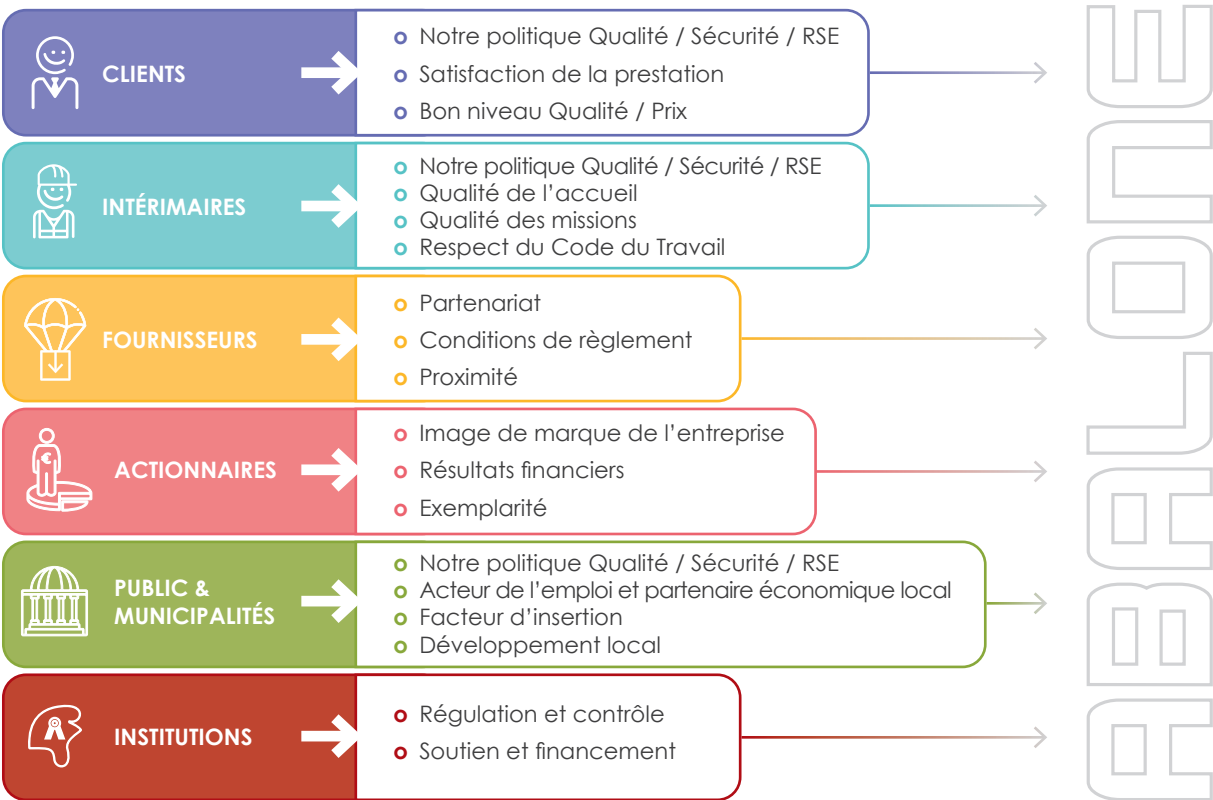 CLIENTS
Notre politique Qualité / Sécurité / RSE
Satisfaction de la prestation
Bon niveau Qualité / Prix
INTÉRIMAIRES
Notre politique Qualité / Sécurité / RSE
Qualité de l’accueil
Qualité des missions
Respect du Code du Travail
FOURNISSEURS
Partenariat
Conditions de règlement
Proximité
€
ACTIONNAIRES
Image de marque de l’entreprise
Résultats financiers
Exemplarité
PUBLIC &
MUNICIPALITÉS
Notre politique Qualité / Sécurité / RSE
Acteur de l’emploi et partenaire économique local
Facteur d’insertion
Développement local
INSTITUTIONS
Régulation et contrôle
Soutien et financement
ABALONE